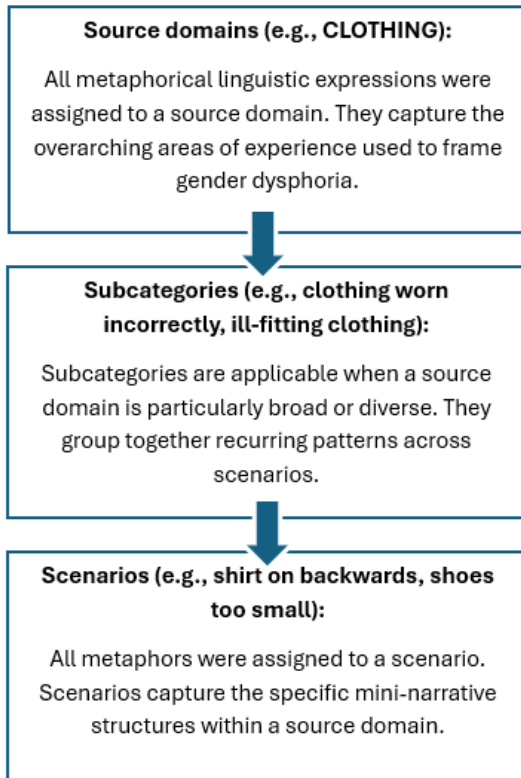 Source domains (e.g., CLOTHING):
All metaphorical linguistic expressions were
assigned to a source domain. They capture the
overarching areas of experience used to frame
gender dysphoria.
Subcategories (e.g., clothing worn
incorrectly, ill-fitting clothing):
Subcategories are applicable when a source
domain is particularly broad or diverse. They
group together recurring patterns across
scenarios.
Scenarios (e.g., shirt on backwards, shoes
too small):
All metaphors were assigned to a scenario.
Scenarios capture the specific mini-narrative
structures within a source domain.